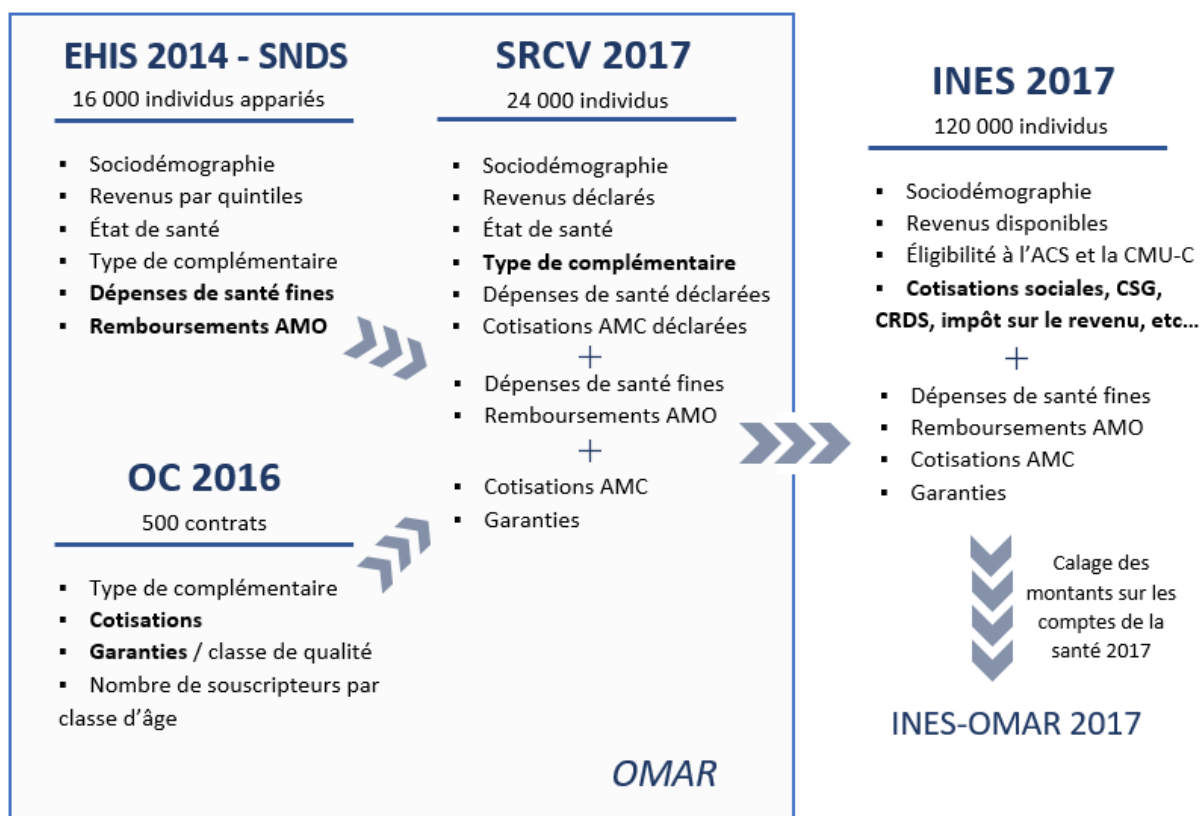 EHIS 2014 - SNDS
16 000 individus appariés
▪ Sociodémographie
▪ Revenus par quintiles
▪ État de santé
▪ Type de complémentaire
▪ Dépenses de santé fines
▪ Remboursements AMO
OC 2016
500 contrats
▪ Type de complémentaire
▪ Cotisations
▪ Garanties / classe de qualité
▪ Nombre de souscripteurs par
classe d’âge
SRCV 2017
24 000 individus
▪ Sociodémographie
▪ Revenus déclarés
▪ État de santé
▪ Type de complémentaire
▪ Dépenses de santé déclarées
▪ Cotisations AMC déclarées
+
▪ Dépenses de santé fines
▪ Remboursements AMO
+
▪ Cotisations AMC
▪ Garanties
OMAR
INES 2017
120 000 individus
▪ Sociodémographie
▪ Revenus disponibles
▪ Éligibilité à l’ACS et la CMU-C
▪ Cotisations sociales, CSG,
CRDS, impôt sur le revenu, etc…
+
▪ Dépenses de santé fines
▪ Remboursements AMO
▪ Cotisations AMC
▪ Garanties
Calage des
montants sur les
comptes de la
santé 2017
INES-OMAR 2017